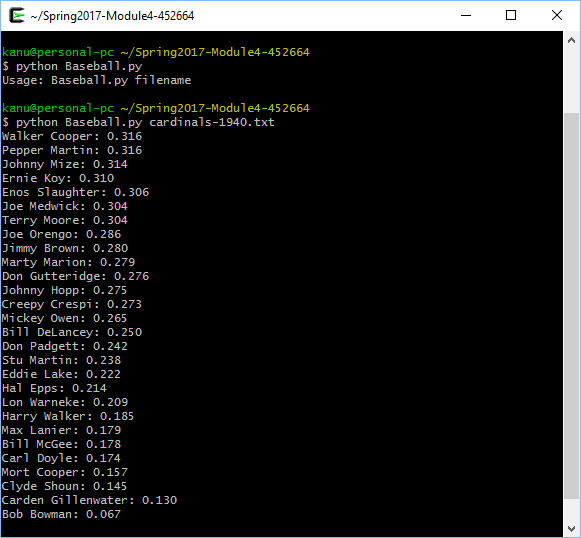 ~/Spring2017-Module4-452664
kanu@personal-pc ~/Spring2017-Module4-452664
$ python Baseball.py
Usage: Baseball.py filename
kanu@personal-pc ~/Spring2017-Module4-452664
$ python Baseball.py cardinals-1940.txt
Walker Cooper: 0.316
Pepper Martin: 0.316
Johnny Mize: 0.314
Ernie Koy: 0.310
Enos Slaughter: 0.306
Joe Medwick: 0.304
Terry Moore: 0.304
Joe Orengo: 0.286
Jimmy Brown: 0.280
Marty Marion: 0.279
Don Gutteridge: 0.276
Johnny Hopp: 0.275
Creepy Crespi: 0.273
Mickey Owen: 0.265
Bill DeLancey: 0.250
Don Padgett: 0.242
Stu Martin: 0.238
Eddie Lake: 0.222
Hal Epps: 0.214
Lon Warneke: 0.209
Harry Walker: 0.185
Max Lanier: 0.179
Bill McGee: 0.178
Carl Doyle: 0.174
Mort Cooper: 0.157
Clyde Shoun: 0.145
Carden Gillenwater: 0.130
Bob Bowman: 0.067